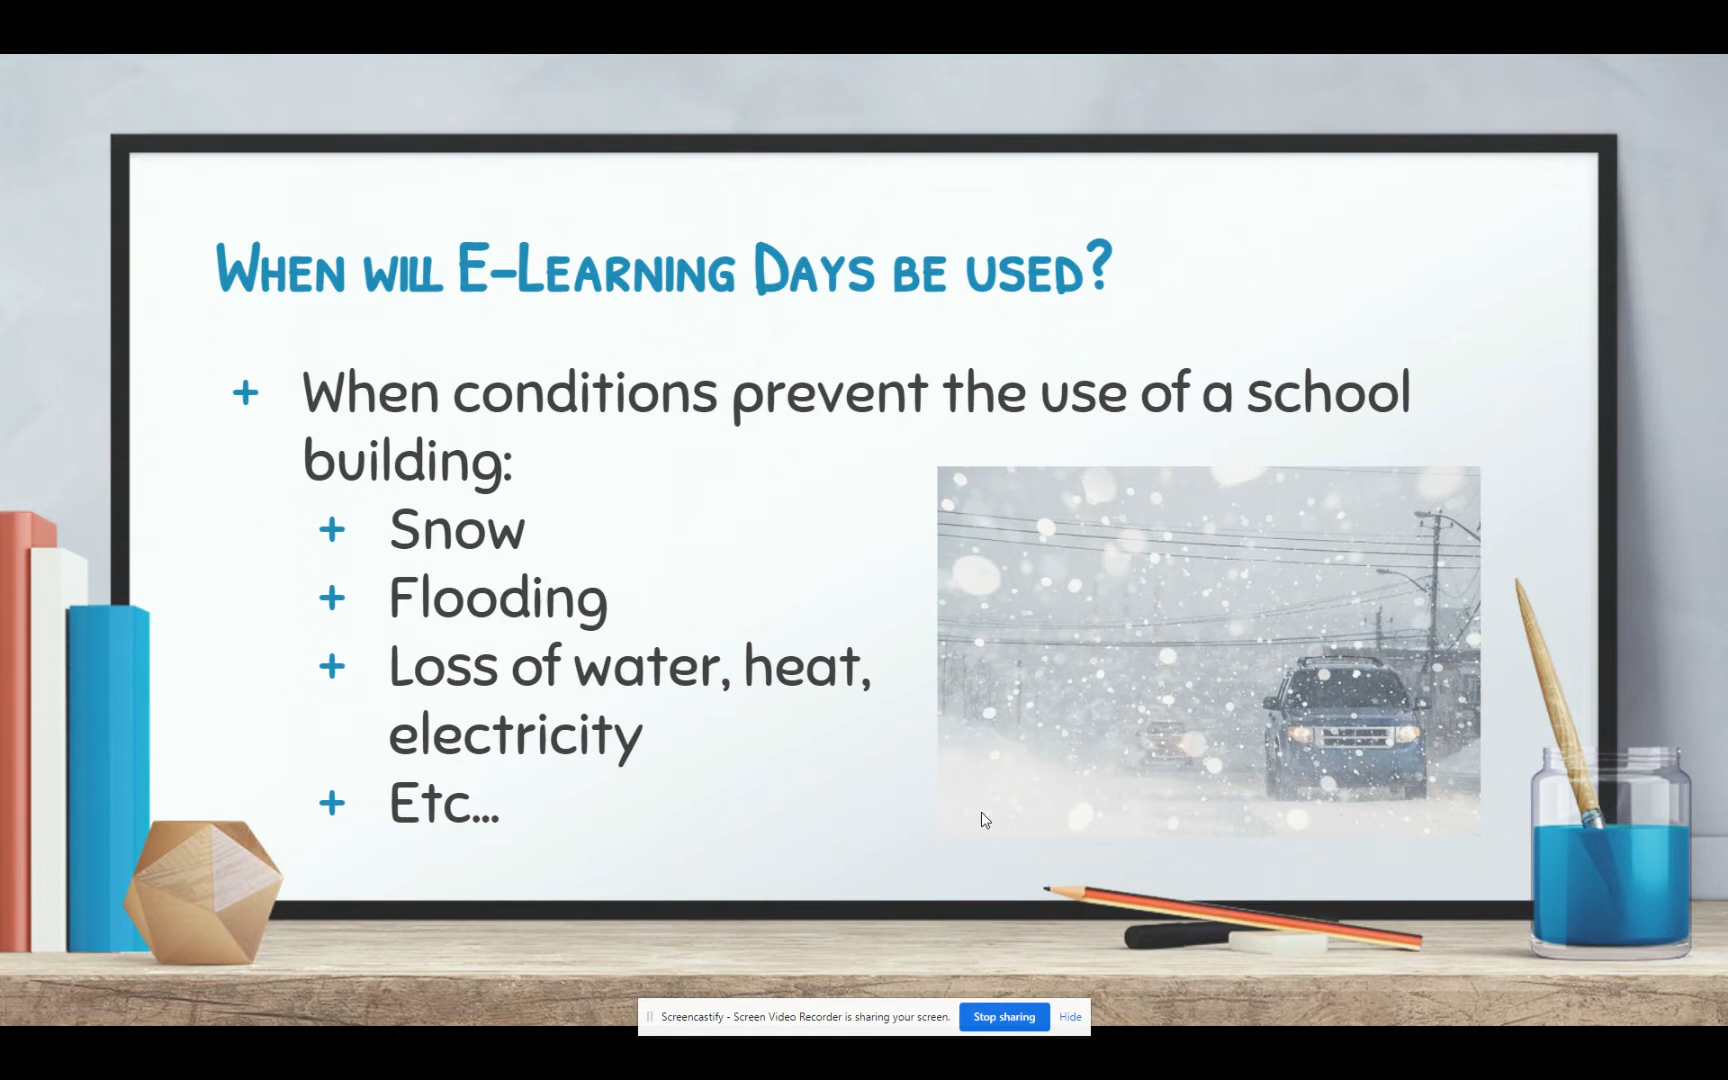 When will E-Learning Days be used?
+ When conditions prevent the use of a school
building:
+ Snow
+ Flooding
+ Loss of water, heat,
electricity
+ Etc...
Screencastify - Screen Video Recorder is sharing your screen. Stop sharing Hide